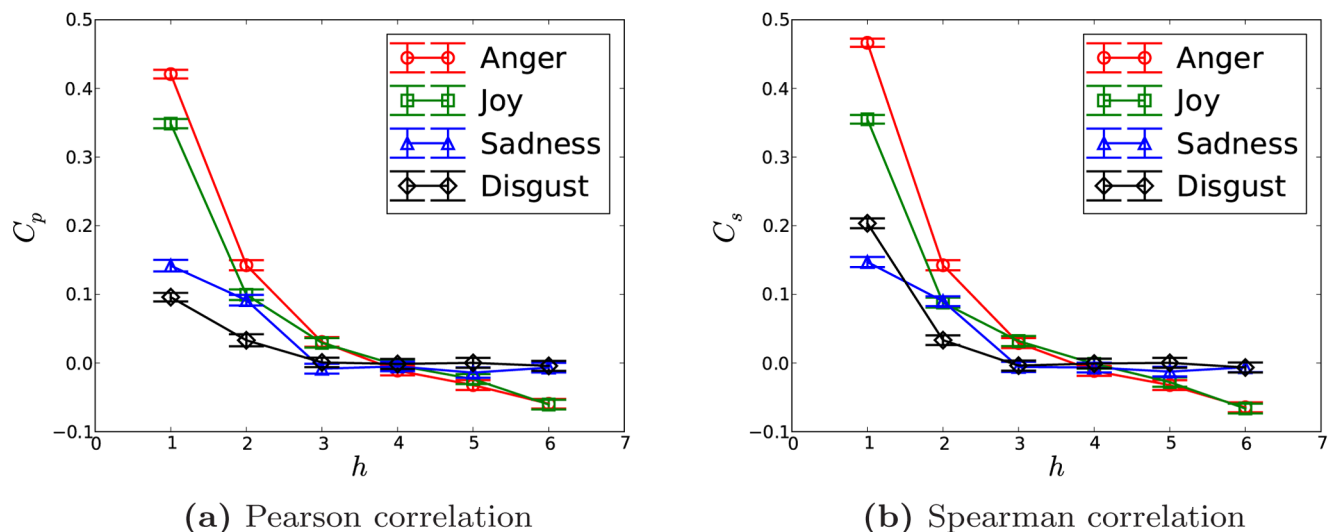 0.5
0.4
0.3
0.2
0.1
0.0
−0.1
C_p
0 1 2 3 4 5 6 7
h
Anger
Joy
Sadness
Disgust
(a) Pearson correlation
0.5
0.4
0.3
0.2
0.1
0.0
−0.1
C_s
0 1 2 3 4 5 6 7
h
Anger
Joy
Sadness
Disgust
(b) Spearman correlation